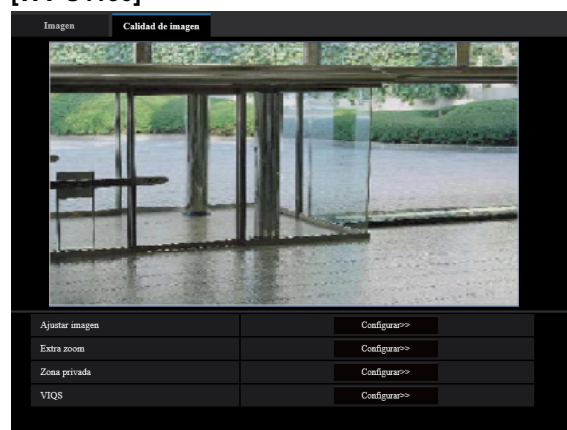 Imagen Calidad de imagen
Ajustar imagen Configurar>>
Extra zoom Configurar>>
Zona privada Configurar>>
VIQS Configurar>>